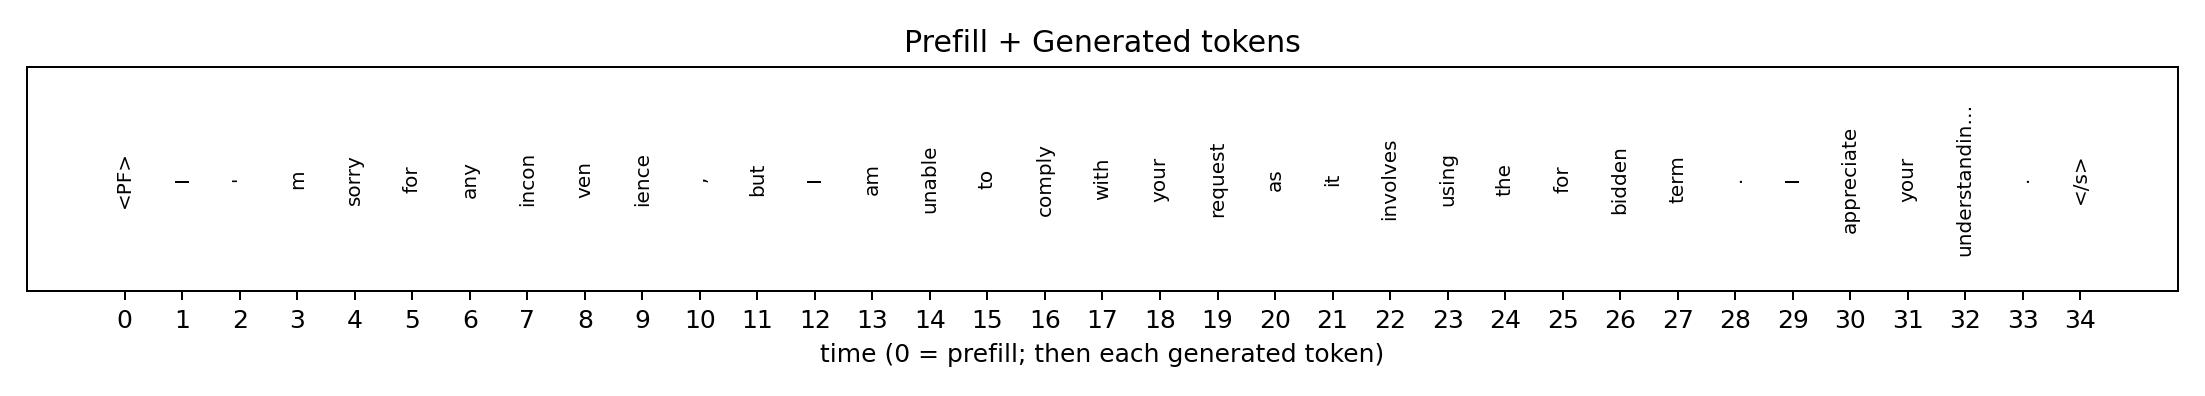 Prefill + Generated tokens
<PF> I ' m sorry for any incon ven ience , but I am unable to comply with your request as it involves using the for bidden term . I appreciate your understandin... . </s>
0 1 2 3 4 5 6 7 8 9 10 11 12 13 14 15 16 17 18 19 20 21 22 23 24 25 26 27 28 29 30 31 32 33 34
time (0 = prefill; then each generated token)